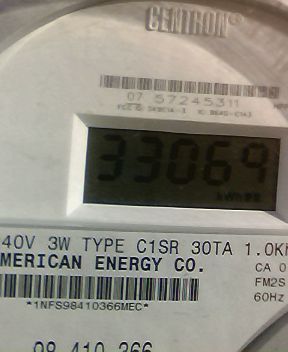 CENTRON®
07 57245311
33069
kWh
40V 3W TYPE C1SR 30TA 1.0K
MERICAN ENERGY CO.
CA 0
FM2S
60Hz
*1NFS98410366MEC*
98 410 366